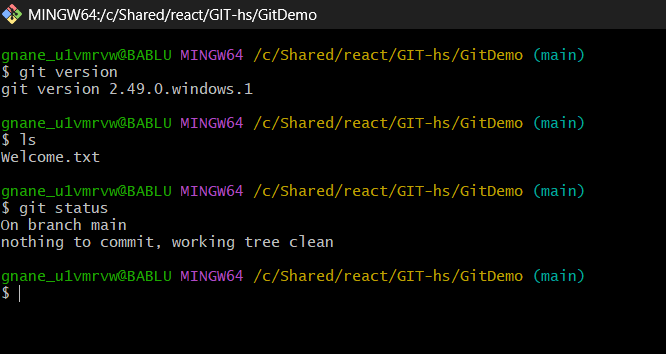 MINGW64:/c/Shared/react/GIT-hs/GitDemo
gnane_u1vmrvw@BABLU MINGW64 /c/Shared/react/GIT-hs/GitDemo (main)
$ git version
git version 2.49.0.windows.1
gnane_u1vmrvw@BABLU MINGW64 /c/Shared/react/GIT-hs/GitDemo (main)
$ ls
Welcome.txt
gnane_u1vmrvw@BABLU MINGW64 /c/Shared/react/GIT-hs/GitDemo (main)
$ git status
On branch main
nothing to commit, working tree clean
gnane_u1vmrvw@BABLU MINGW64 /c/Shared/react/GIT-hs/GitDemo (main)
$